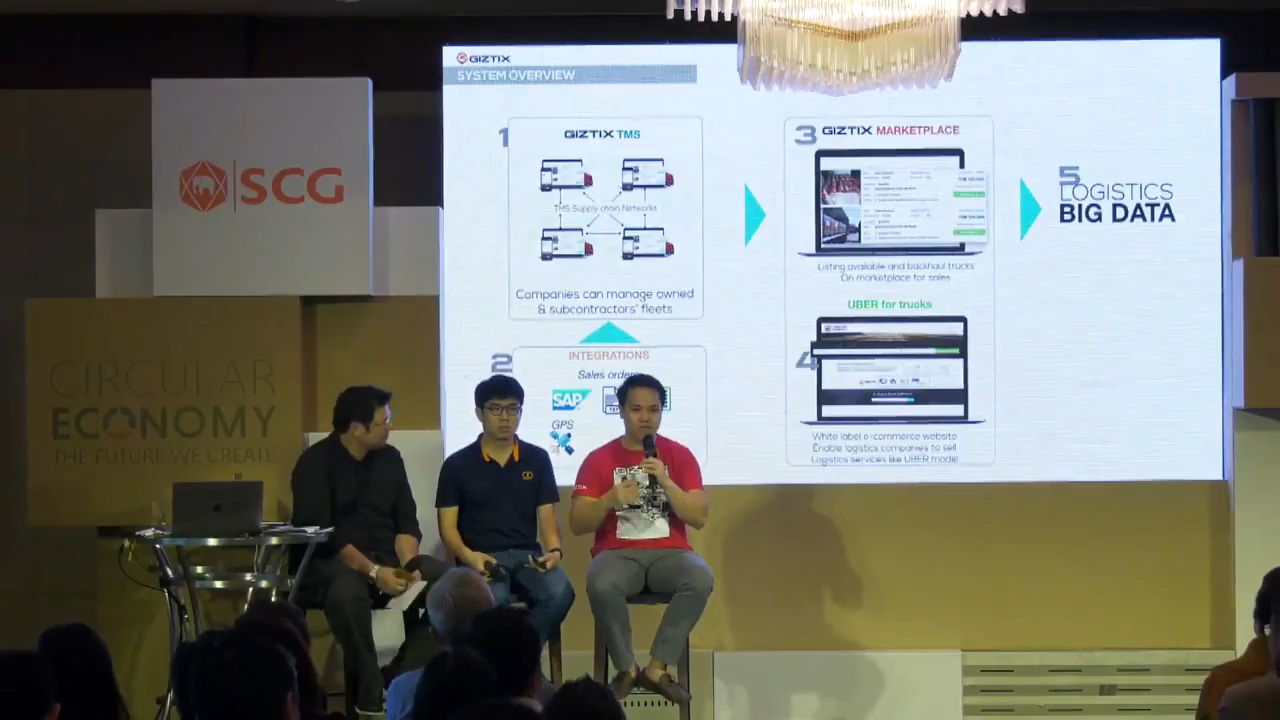 GIZTIX
SYSTEM OVERVIEW
SCG
CIRCULAR
ECONOMY
THE FUTURE WE CREATE
1
GIZTIX TMS
TMS Supply chain Networks
Companies can manage owned
& subcontractors' fleets
2
INTEGRATIONS
Sales orders
SAP
GPS
3 GIZTIX MARKETPLACE
Listing available and backhaul trucks
On marketplace for sales
UBER for trucks
4
White label e-commerce website
Enable logistics companies to sell
Logistics services like UBER model
5
LOGISTICS
BIG DATA